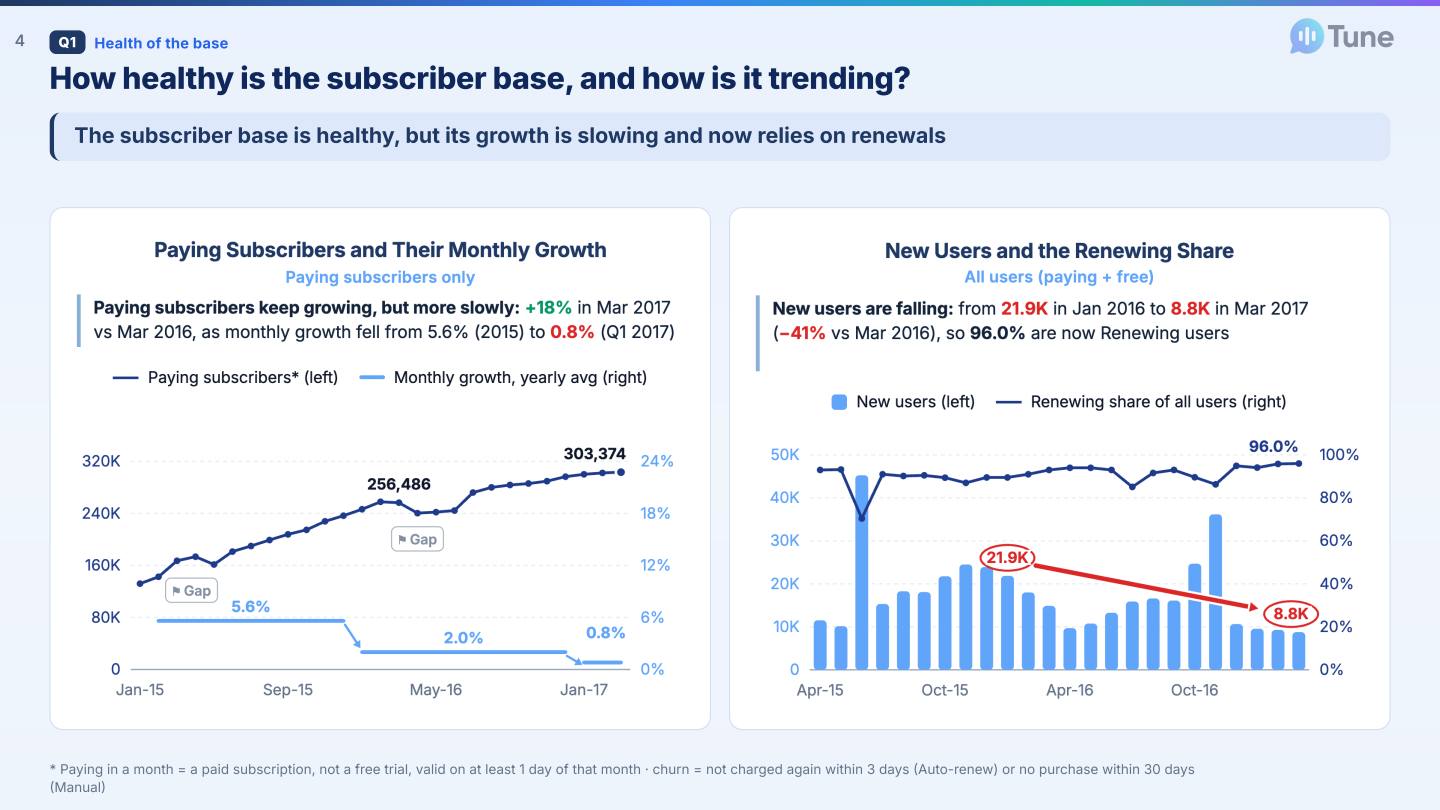 4
Q1 Health of the base
Tune
How healthy is the subscriber base, and how is it trending?
The subscriber base is healthy, but its growth is slowing and now relies on renewals
Paying Subscribers and Their Monthly Growth
Paying subscribers only
Paying subscribers keep growing, but more slowly: +18% in Mar 2017
vs Mar 2016, as monthly growth fell from 5.6% (2015) to 0.8% (Q1 2017)
Paying subscribers* (left) Monthly growth, yearly avg (right)
303,374
320K 24%
256,486
240K 18%
⚑ Gap
160K 12%
⚑ Gap
5.6%
80K 6%
2.0% 0.8%
0 0%
Jan-15 Sep-15 May-16 Jan-17
New Users and the Renewing Share
All users (paying + free)
New users are falling: from 21.9K in Jan 2016 to 8.8K in Mar 2017
(−41% vs Mar 2016), so 96.0% are now Renewing users
New users (left) Renewing share of all users (right)
96.0%
50K 100%
40K 80%
30K 60%
21.9K
20K 40%
8.8K
10K 20%
0 0%
Apr-15 Oct-15 Apr-16 Oct-16
* Paying in a month = a paid subscription, not a free trial, valid on at least 1 day of that month · churn = not charged again within 3 days (Auto-renew) or no purchase within 30 days
(Manual)